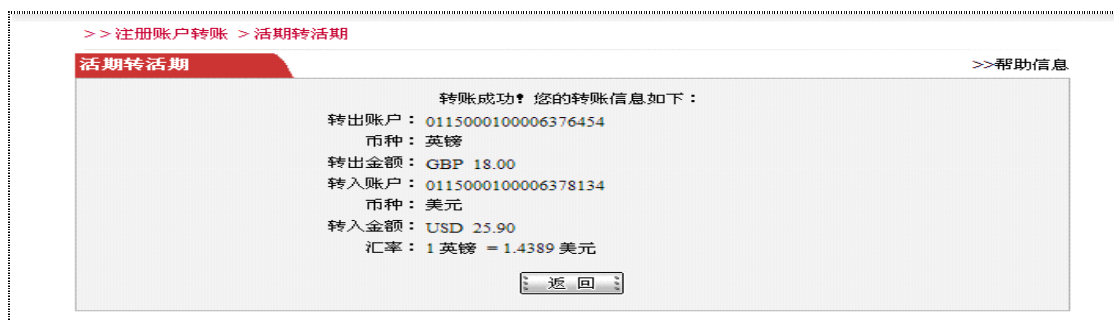 >>注册账户转账 >活期转活期
活期转活期 >>帮助信息
转账成功! 您的转账信息如下：
转出账户： 0115000100006376454
币种： 英镑
转出金额： GBP 18.00
转入账户： 0115000100006378134
币种： 美元
转入金额： USD 25.90
汇率： 1 英镑 = 1.4389 美元
返 回